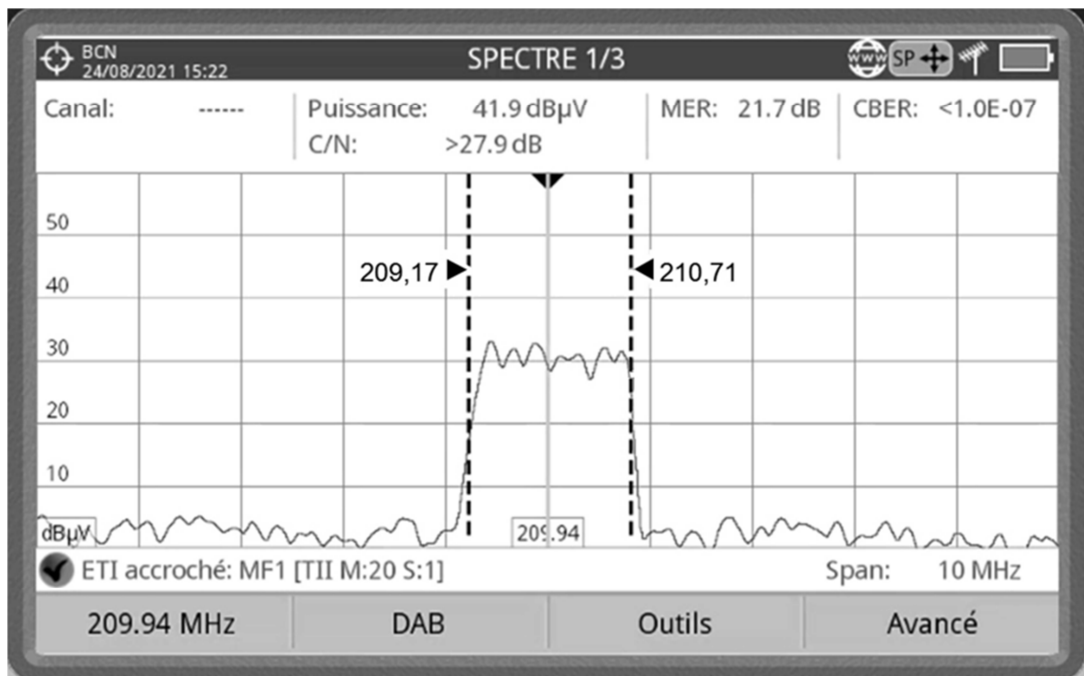 BCN
24/08/2021 15:22
SPECTRE 1/3
www
SP
Canal: ------
Puissance: 41.9 dBµV
MER: 21.7 dB
CBER: <1.0E-07
C/N: >27.9 dB
50
209,17
210,71
40
30
20
10
dBµV
209.94
ETI accroché: MF1 [TII M:20 S:1]
Span: 10 MHz
209.94 MHz
DAB
Outils
Avancé